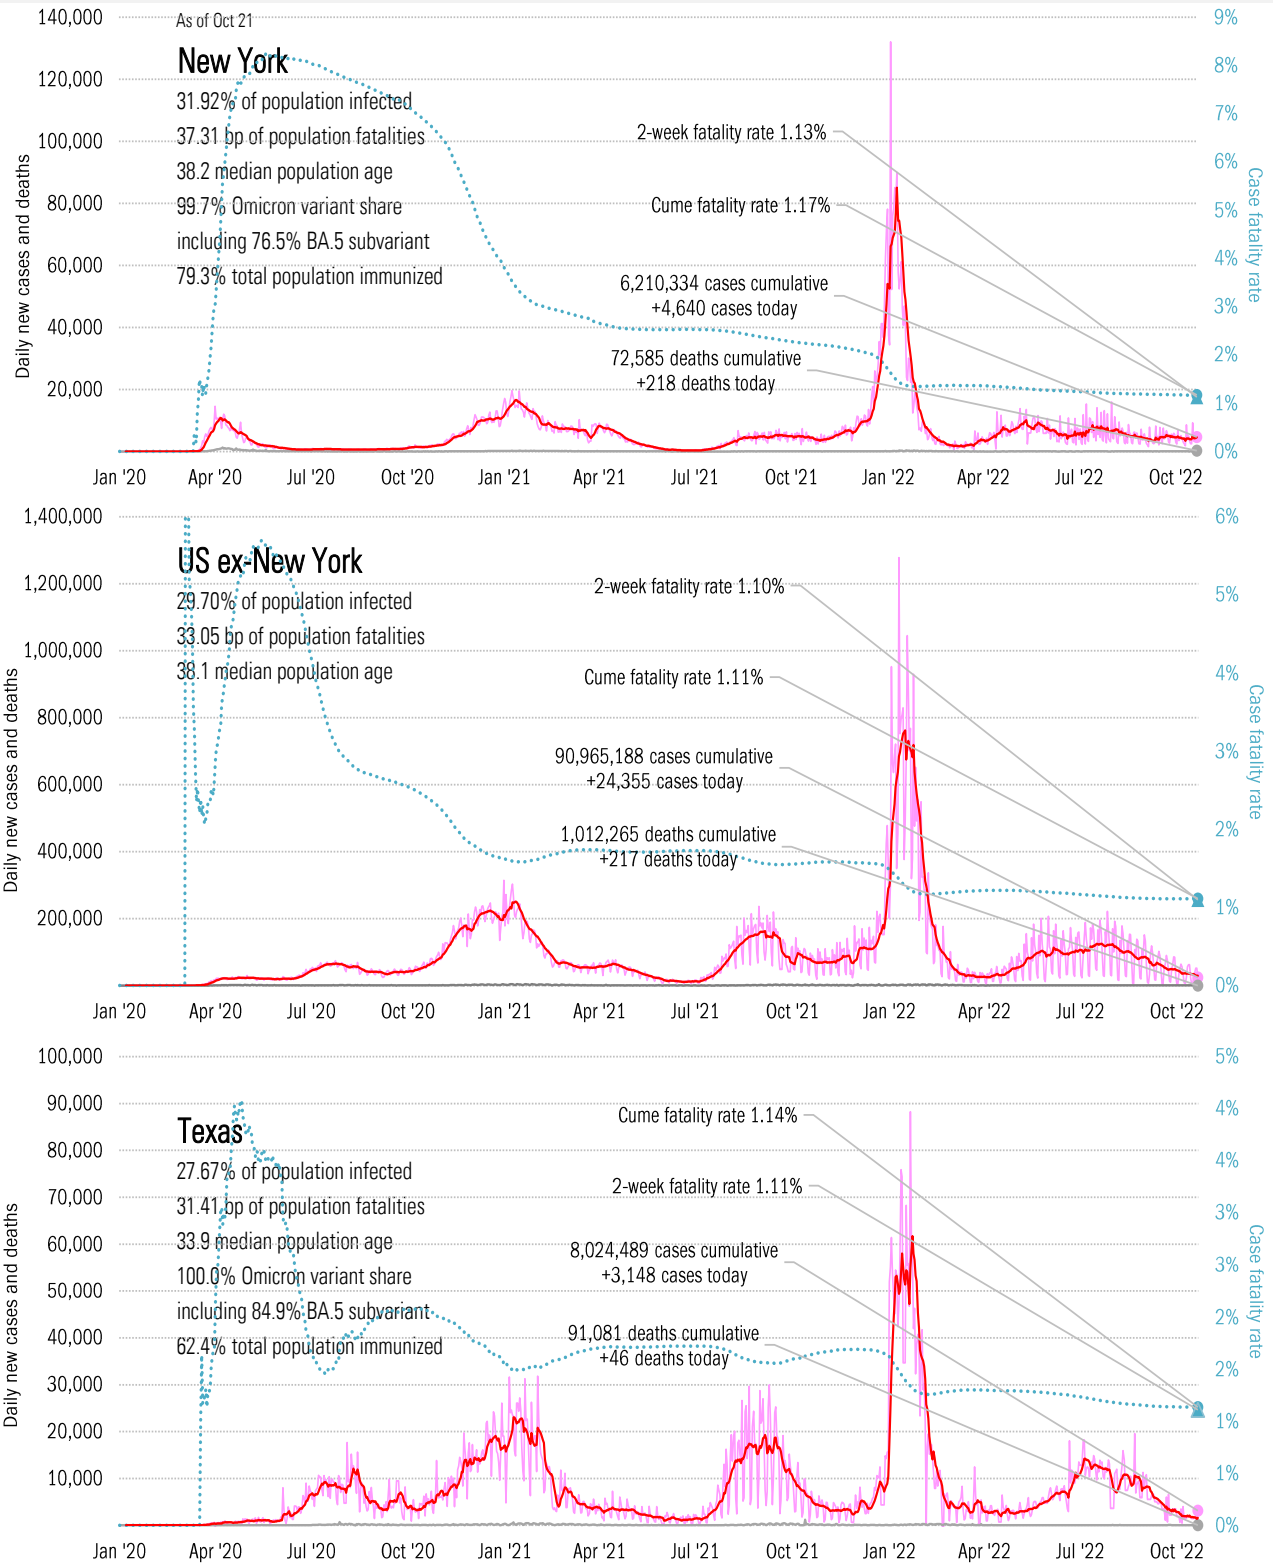 As of Oct 21
New York
31.92% of population infected
37.31 bp of population fatalities
38.2 median population age
99.7% Omicron variant share
including 76.5% BA.5 subvariant
79.3% total population immunized
2-week fatality rate 1.13%
Cume fatality rate 1.17%
6,210,334 cases cumulative
+4,640 cases today
72,585 deaths cumulative
+218 deaths today
Daily new cases and deaths
140,000
120,000
100,000
80,000
60,000
40,000
20,000
Case fatality rate
9%
8%
7%
6%
5%
4%
3%
2%
1%
0%
Jan '20 Apr '20 Jul '20 Oct '20 Jan '21 Apr '21 Jul '21 Oct '21 Jan '22 Apr '22 Jul '22 Oct '22
US ex-New York
29.70% of population infected
33.05 bp of population fatalities
38.1 median population age
2-week fatality rate 1.10%
Cume fatality rate 1.11%
90,965,188 cases cumulative
+24,355 cases today
1,012,265 deaths cumulative
+217 deaths today
Daily new cases and deaths
1,400,000
1,200,000
1,000,000
800,000
600,000
400,000
200,000
Case fatality rate
6%
5%
4%
3%
2%
1%
0%
Jan '20 Apr '20 Jul '20 Oct '20 Jan '21 Apr '21 Jul '21 Oct '21 Jan '22 Apr '22 Jul '22 Oct '22
Texas
27.67% of population infected
31.41 bp of population fatalities
33.9 median population age
100.0% Omicron variant share
including 84.9% BA.5 subvariant
62.4% total population immunized
Cume fatality rate 1.14%
2-week fatality rate 1.11%
8,024,489 cases cumulative
+3,148 cases today
91,081 deaths cumulative
+46 deaths today
Daily new cases and deaths
100,000
90,000
80,000
70,000
60,000
50,000
40,000
30,000
20,000
10,000
Case fatality rate
5%
4%
4%
3%
3%
2%
2%
1%
1%
0%
Jan '20 Apr '20 Jul '20 Oct '20 Jan '21 Apr '21 Jul '21 Oct '21 Jan '22 Apr '22 Jul '22 Oct '22